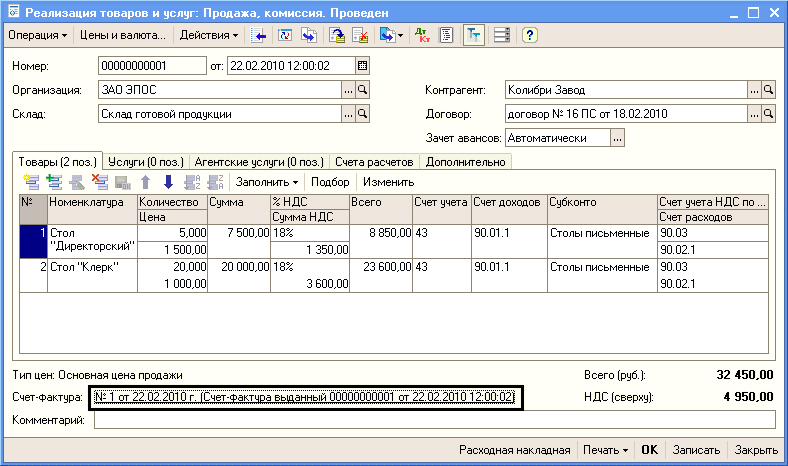 Реализация товаров и услуг: Продажа, комиссия. Проведен
Операция Цены и валюта... Действия Дт Кт ?
Номер: 00000000001 от: 22.02.2010 12:00:02
Организация: ЗАО ЭПОС ... Контрагент: Колибри Завод ...
Склад: Склад готовой продукции ... Договор: договор № 16 ПС от 18.02.2010 ...
Зачет авансов: Автоматически ...
Товары (2 поз.) Услуги (0 поз.) Агентские услуги (0 поз.) Счета расчетов Дополнительно
Заполнить Подбор Изменить
№ Номенклатура Количество Сумма % НДС Всего Счет учета Счет доходов Субконто Счет учета НДС по ...
Цена Сумма НДС Счет расходов
1 Стол 5,000 7 500,00 18% 8 850,00 43 90.01.1 Столы письменные 90.03
"Директорский" 1 500,00 1 350,00 90.02.1
2 Стол "Клерк" 20,000 20 000,00 18% 23 600,00 43 90.01.1 Столы письменные 90.03
1 000,00 3 600,00 90.02.1
Тип цен: Основная цена продажи Всего (руб.): 32 450,00
Счет-фактура: № 1 от 22.02.2010 г. (Счет-фактура выданный 00000000001 от 22.02.2010 12:00:02) НДС (сверху): 4 950,00
Комментарий:
Расходная накладная Печать OK Записать Закрыть